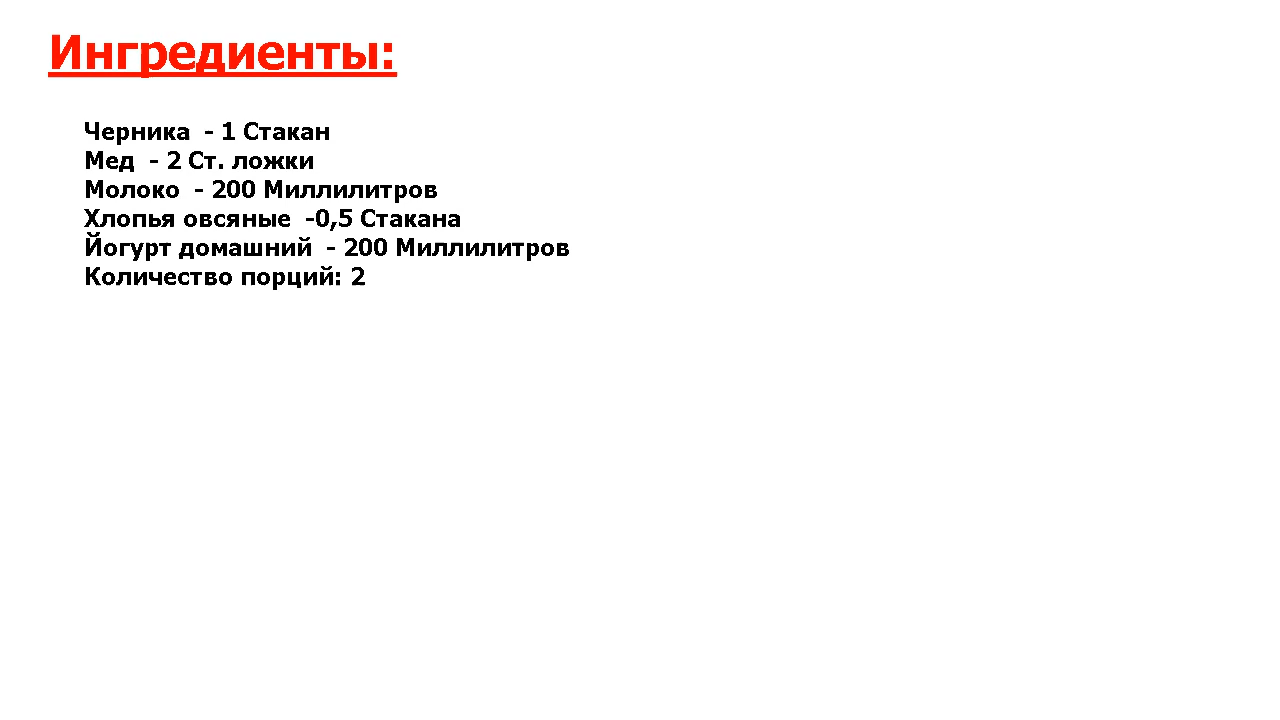 Ингредиенты:
Черника  - 1 Стакан
Мед  - 2 Ст. ложки
Молоко  - 200 Миллилитров
Хлопья овсяные  -0,5 Стакана
Йогурт домашний  - 200 Миллилитров
Количество порций: 2